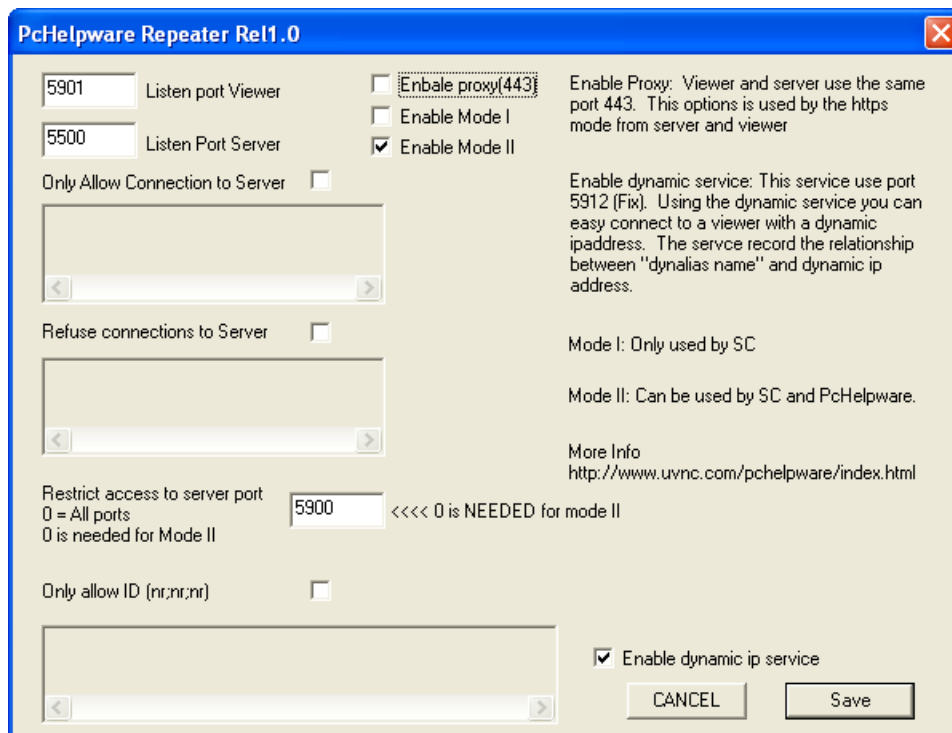 PcHelpware Repeater Rel1.0
5901 Listen port Viewer
5500 Listen Port Server
Enbale proxy(443)
Enable Mode I
Enable Mode II
Only Allow Connection to Server
Refuse connections to Server
Restrict access to server port
0 = All ports
0 is needed for Mode II
5900 <<<< 0 is NEEDED for mode II
Only allow ID (nr;nr;nr)
Enable Proxy: Viewer and server use the same
port 443. This options is used by the https
mode from server and viewer
Enable dynamic service: This service use port
5912 (Fix). Using the dynamic service you can
easy connect to a viewer with a dynamic
ipaddress. The servce record the relationship
between "dynalias name" and dynamic ip
address.
Mode I: Only used by SC
Mode II: Can be used by SC and PcHelpware.
More Info
http://www.uvnc.com/pchelpware/index.html
Enable dynamic ip service
CANCEL
Save